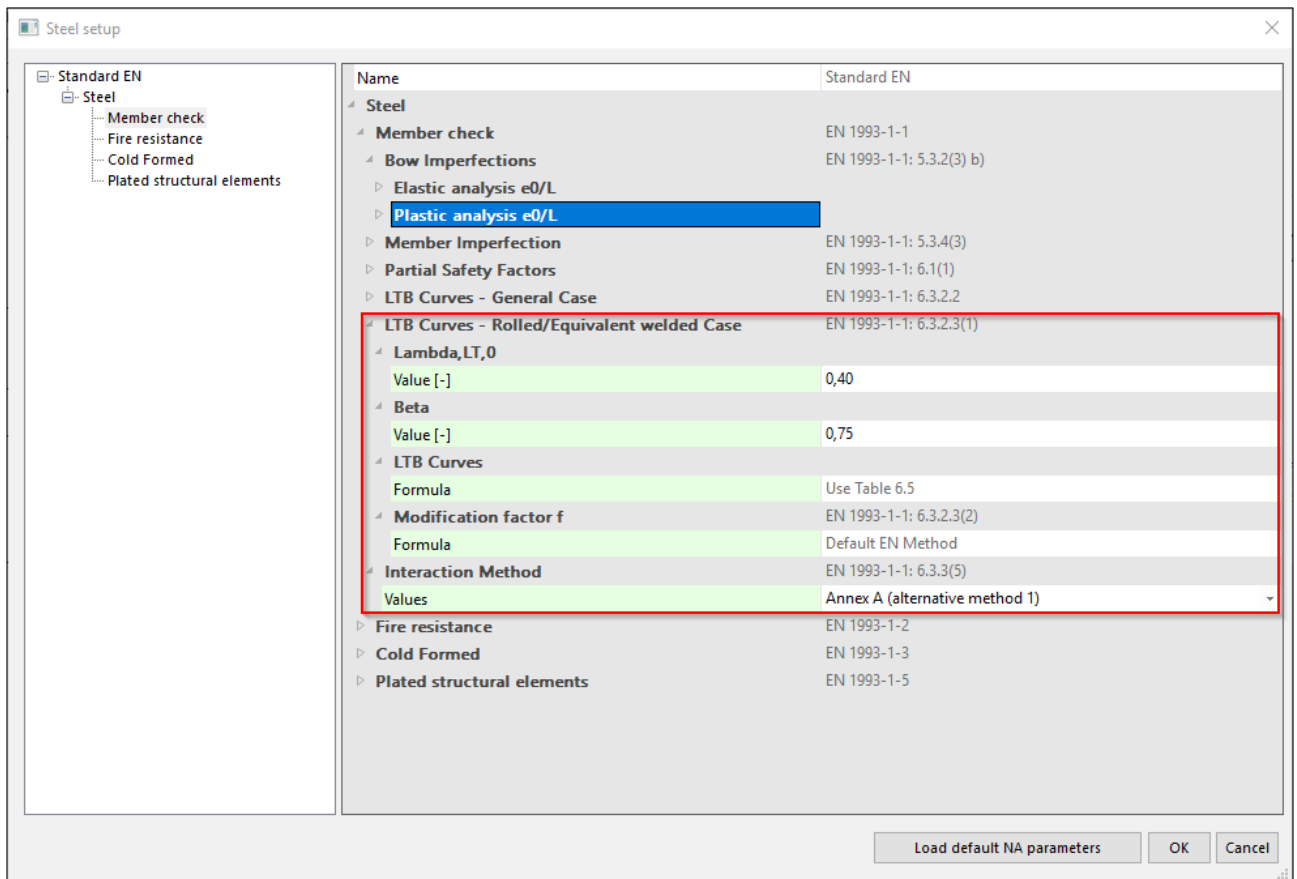 Steel setup
Standard EN
Steel
Member check
Fire resistance
Cold Formed
Plated structural elements
Name Standard EN
Steel
Member check EN 1993-1-1
Bow Imperfections EN 1993-1-1: 5.3.2(3) b)
Elastic analysis e0/L
Plastic analysis e0/L
Member Imperfection EN 1993-1-1: 5.3.4(3)
Partial Safety Factors EN 1993-1-1: 6.1(1)
LTB Curves - General Case EN 1993-1-1: 6.3.2.2
LTB Curves - Rolled/Equivalent welded Case EN 1993-1-1: 6.3.2.3(1)
Lambda,LT,0
Value [-] 0,40
Beta
Value [-] 0,75
LTB Curves
Formula Use Table 6.5
Modification factor f EN 1993-1-1: 6.3.2.3(2)
Formula Default EN Method
Interaction Method EN 1993-1-1: 6.3.3(5)
Values Annex A (alternative method 1)
Fire resistance EN 1993-1-2
Cold Formed EN 1993-1-3
Plated structural elements EN 1993-1-5
Load default NA parameters OK Cancel